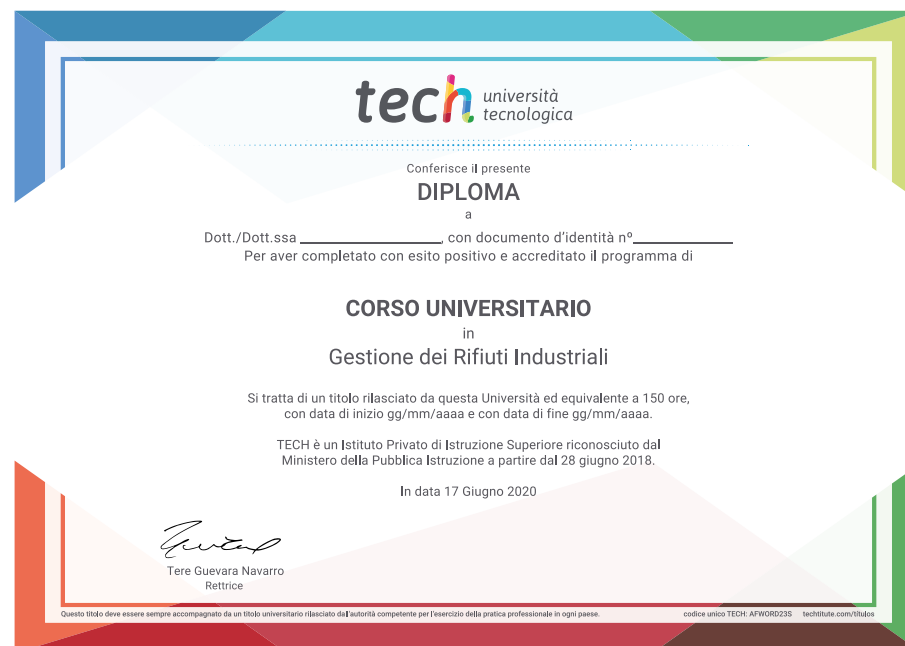 tech università
tecnologica
Conferisce il presente
DIPLOMA
a
Dott./Dott.ssa ____________________, con documento d'identità nº______________
Per aver completato con esito positivo e accreditato il programma di
CORSO UNIVERSITARIO
in
Gestione dei Rifiuti Industriali
Si tratta di un titolo rilasciato da questa Università ed equivalente a 150 ore,
con data di inizio gg/mm/aaaa e con data di fine gg/mm/aaaa.
TECH è un Istituto Privato di Istruzione Superiore riconosciuto dal
Ministero della Pubblica Istruzione a partire dal 28 giugno 2018.
In data 17 Giugno 2020
Tere Guevara Navarro
Rettrice
Questo titolo deve essere sempre accompagnato da un titolo universitario rilasciato dall'autorità competente per l'esercizio della pratica professionale in ogni paese. codice unico TECH: AFWORD23S techtitute.com/titulos